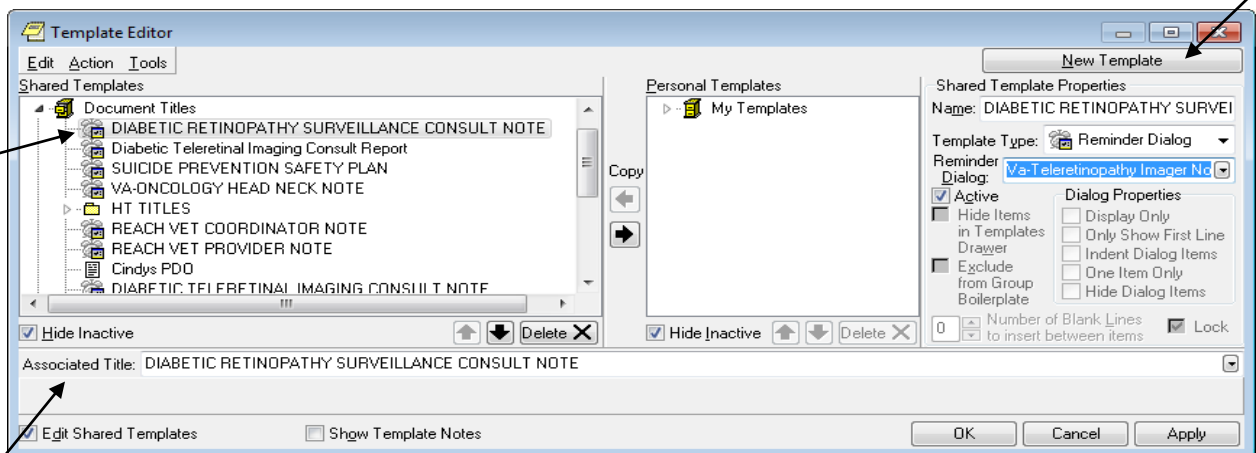 Template Editor
Edit Action Tools
New Template
Shared Templates
Document Titles
DIABETIC RETINOPATHY SURVEILLANCE CONSULT NOTE
Diabetic Teleretinal Imaging Consult Report
SUICIDE PREVENTION SAFETY PLAN
VA-ONCOLOGY HEAD NECK NOTE
HT TITLES
REACH VET COORDINATOR NOTE
REACH VET PROVIDER NOTE
Cindys PDO
DIABETIC TELERETINAL IMAGING CONSULT NOTE
Hide Inactive
Delete
Copy
Personal Templates
My Templates
Hide Inactive
Delete
Shared Template Properties
Name: DIABETIC RETINOPATHY SURVEI
Template Type: Reminder Dialog
Reminder
Dialog: Va-Teleretinopathy Imager No
Active
Hide Items
in Templates
Drawer
Exclude
from Group
Boilerplate
Dialog Properties
Display Only
Only Show First Line
Indent Dialog Items
One Item Only
Hide Dialog Items
0 Number of Blank Lines
to insert between items
Lock
Associated Title: DIABETIC RETINOPATHY SURVEILLANCE CONSULT NOTE
Edit Shared Templates
Show Template Notes
OK Cancel Apply